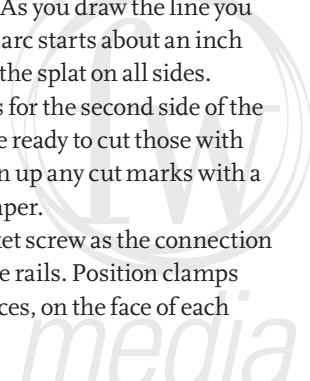 As you draw the line you
arc starts about an inch
the splat on all sides.
s for the second side of the
e ready to cut those with
n up any cut marks with a
aper.
ket screw as the connection
e rails. Position clamps
ces, on the face of each
fw
media